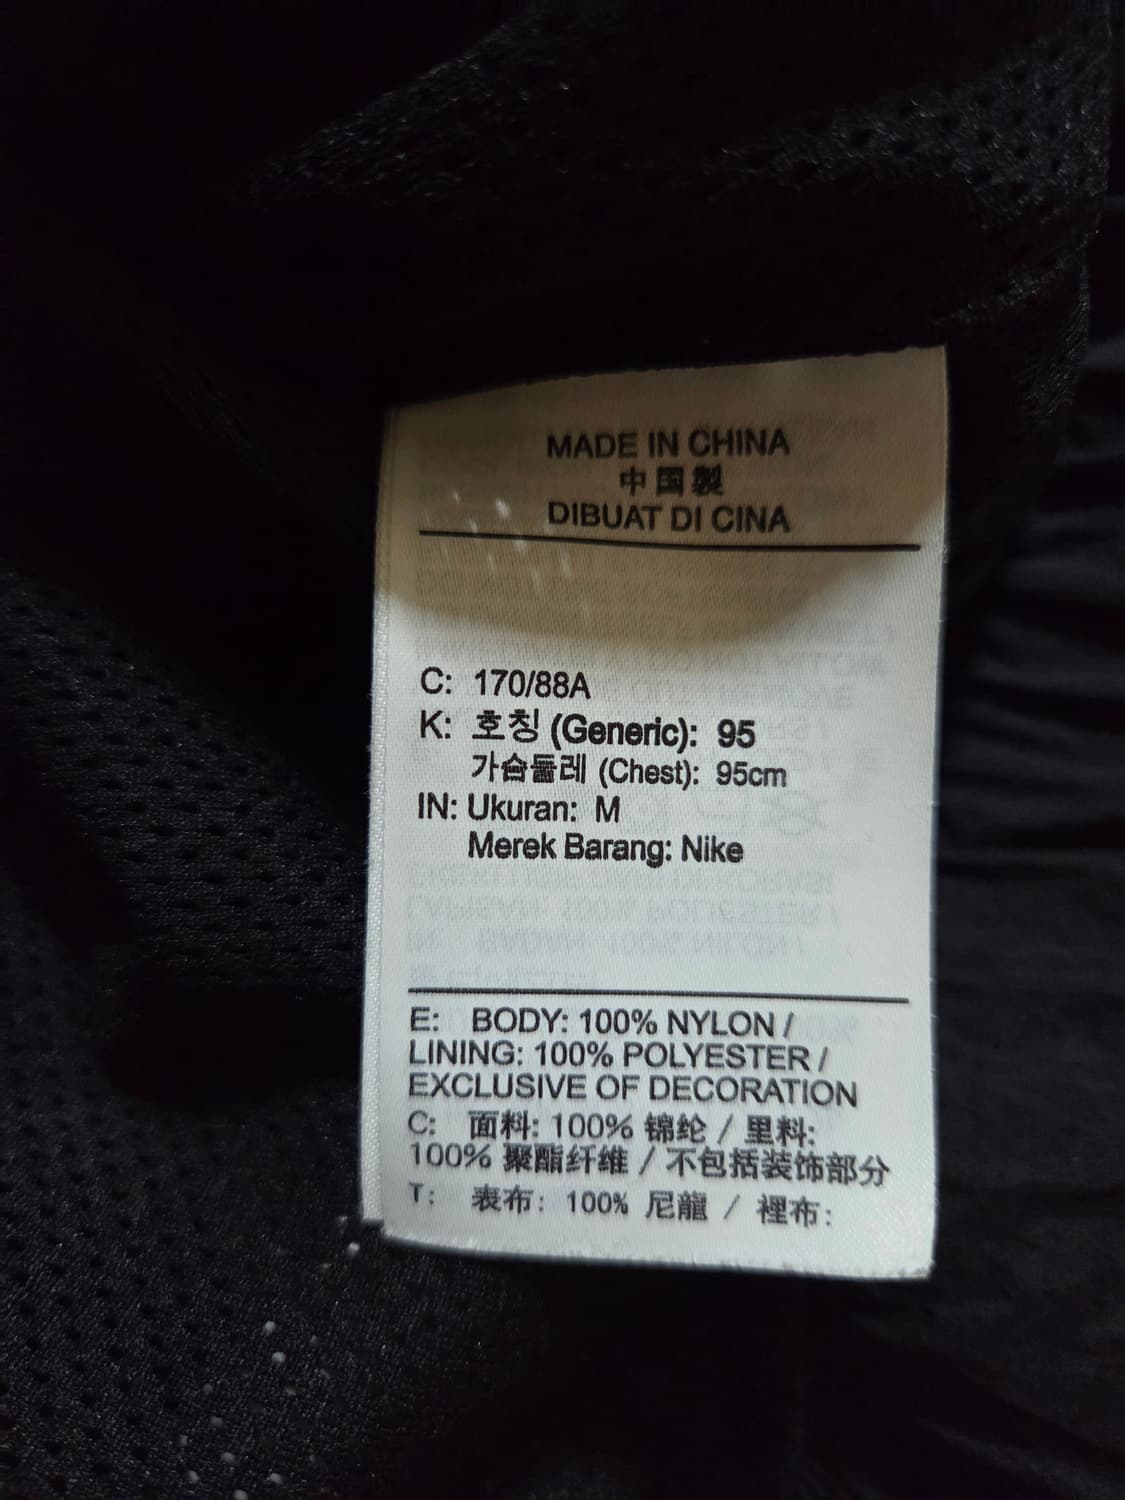 MADE IN CHINA
中国製
DIBUAT DI CINA
C: 170/88A
K: 호칭 (Generic): 95
가슴둘레 (Chest): 95cm
IN: Ukuran: M
Merek Barang: Nike
E: BODY: 100% NYLON /
LINING: 100% POLYESTER /
EXCLUSIVE OF DECORATION
C: 面料: 100% 锦纶 / 里料:
100% 聚酯纤维 / 不包括装饰部分
T: 表布: 100% 尼龍 / 裡布: